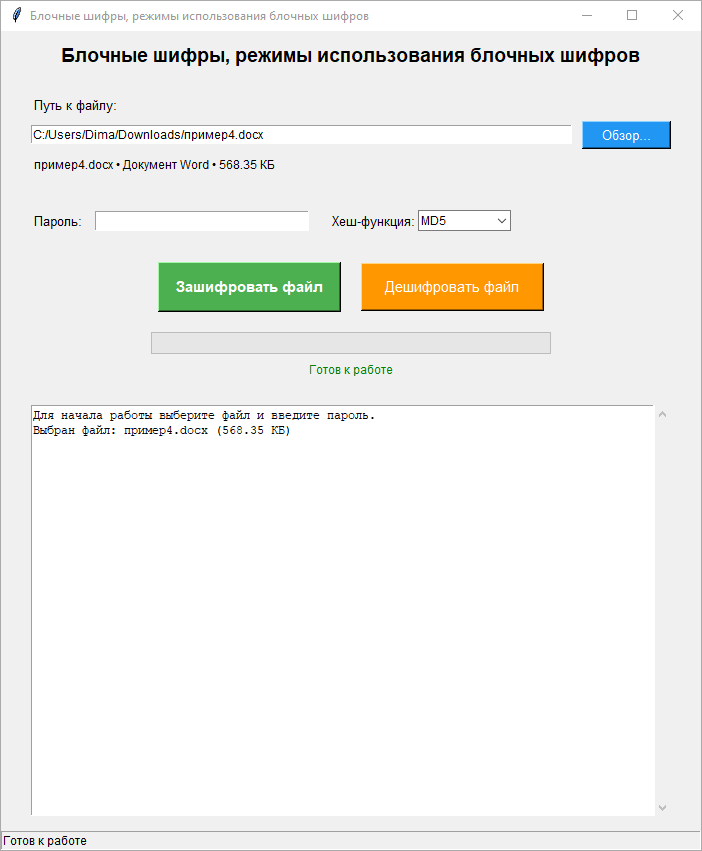 Блочные шифры, режимы использования блочных шифров
Блочные шифры, режимы использования блочных шифров
Путь к файлу:
C:/Users/Dima/Downloads/пример4.docx
Обзор...
пример4.docx • Документ Word • 568.35 КБ
Пароль:
Хеш-функция: MD5
Зашифровать файл
Дешифровать файл
Готов к работе
Для начала работы выберите файл и введите пароль.
Выбран файл: пример4.docx (568.35 КБ)
Готов к работе